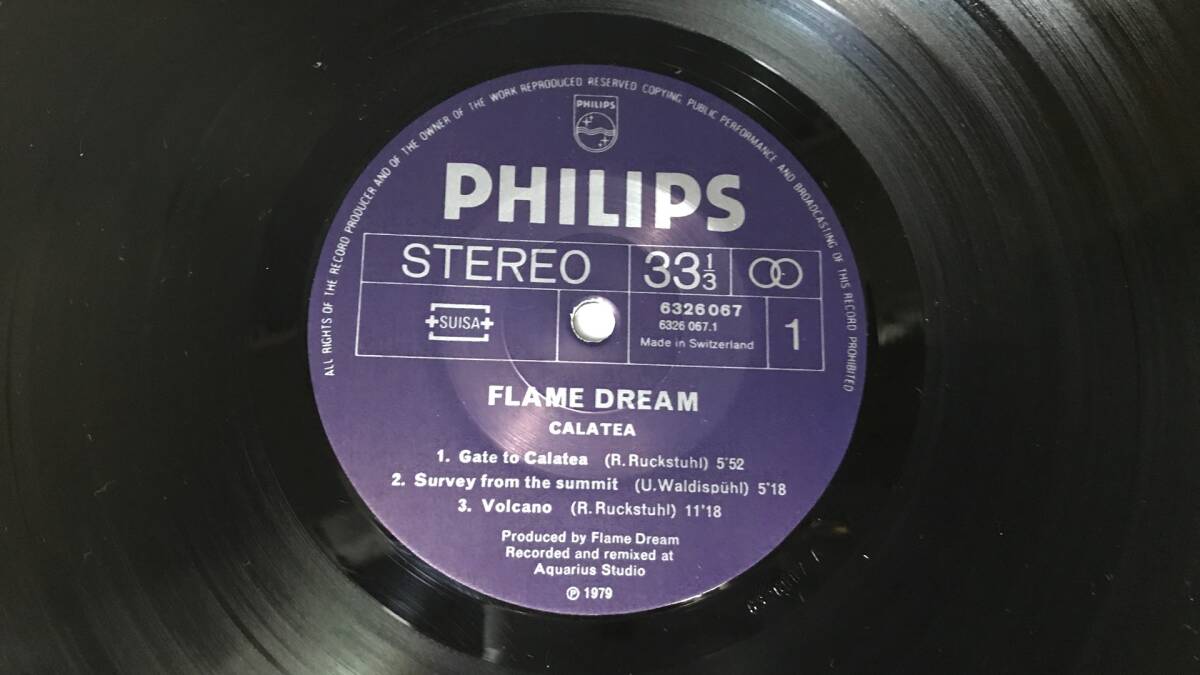 ALL RIGHTS OF THE RECORD PRODUCER AND OF THE OWNER OF THE WORK REPRODUCED RESERVED COPYING, PUBLIC PERFORMANCE AND BROADCASTING OF THIS RECORD PROHIBITED
PHILIPS
PHILIPS
STEREO
33 1/3
SUISA
6326067
6326 067.1
Made in Switzerland
1
FLAME DREAM
CALATEA
1. Gate to Calatea (R. Ruckstuhl) 5'52
2. Survey from the summit (U. Waldispühl) 5'18
3. Volcano (R. Ruckstuhl) 11'18
Produced by Flame Dream
Recorded and remixed at
Aquarius Studio
℗ 1979